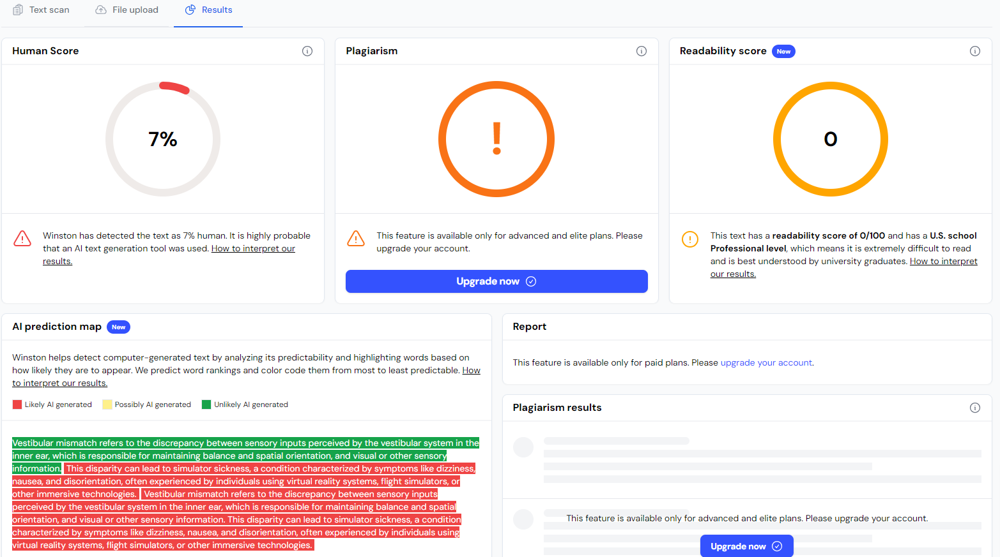 Text scan
File upload
Results
Human Score
7%
Winston has detected the text as 7% human. It is highly probable
that an AI text generation tool was used. How to interpret our
results.
Plagiarism
!
This feature is available only for advanced and elite plans. Please
upgrade your account.
Upgrade now
Readability score New
0
This text has a readability score of 0/100 and has a U.S. school
Professional level, which means it is extremely difficult to read
and is best understood by university graduates. How to interpret
our results.
AI prediction map New
Winston helps detect computer-generated text by analyzing its predictability and highlighting words based on
how likely they are to appear. We predict word rankings and color code them from most to least predictable. How
to interpret our results.
Likely AI generated
Possibly AI generated
Unlikely AI generated
Vestibular mismatch refers to the discrepancy between sensory inputs perceived by the vestibular system in the
inner ear, which is responsible for maintaining balance and spatial orientation, and visual or other sensory
information. This disparity can lead to simulator sickness, a condition characterized by symptoms like dizziness,
nausea, and disorientation, often experienced by individuals using virtual reality systems, flight simulators, or
other immersive technologies. Vestibular mismatch refers to the discrepancy between sensory inputs
perceived by the vestibular system in the inner ear, which is responsible for maintaining balance and spatial
orientation, and visual or other sensory information. This disparity can lead to simulator sickness, a condition
characterized by symptoms like dizziness, nausea, and disorientation, often experienced by individuals using
virtual reality systems, flight simulators, or other immersive technologies.
Report
This feature is available only for paid plans. Please upgrade your account.
Plagiarism results
This feature is available only for advanced and elite plans. Please upgrade your account.
Upgrade now